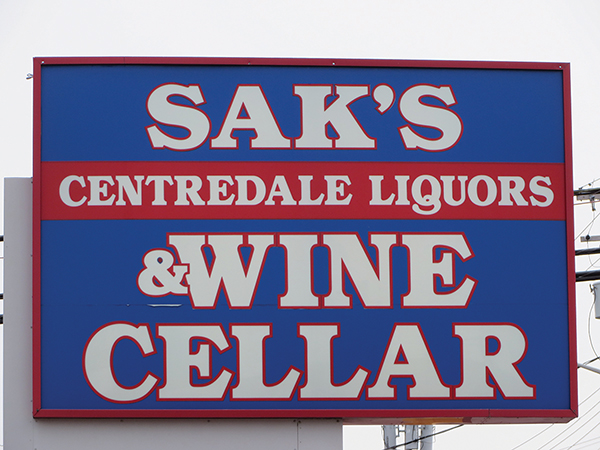 SAK'S
CENTREDALE LIQUORS
& WINE
CELLAR